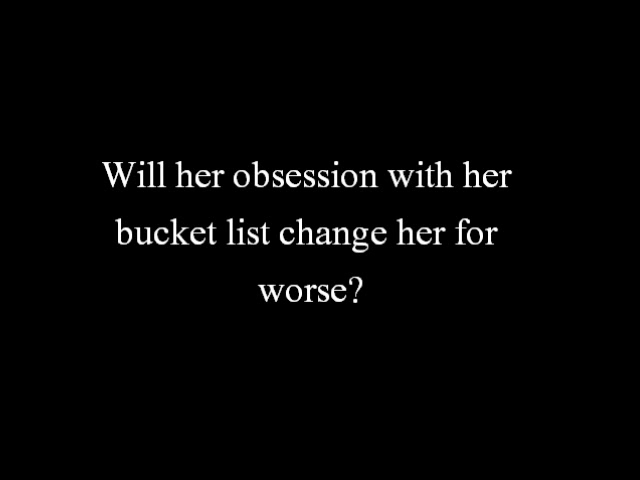 Will her obsession with her
bucket list change her for
worse?